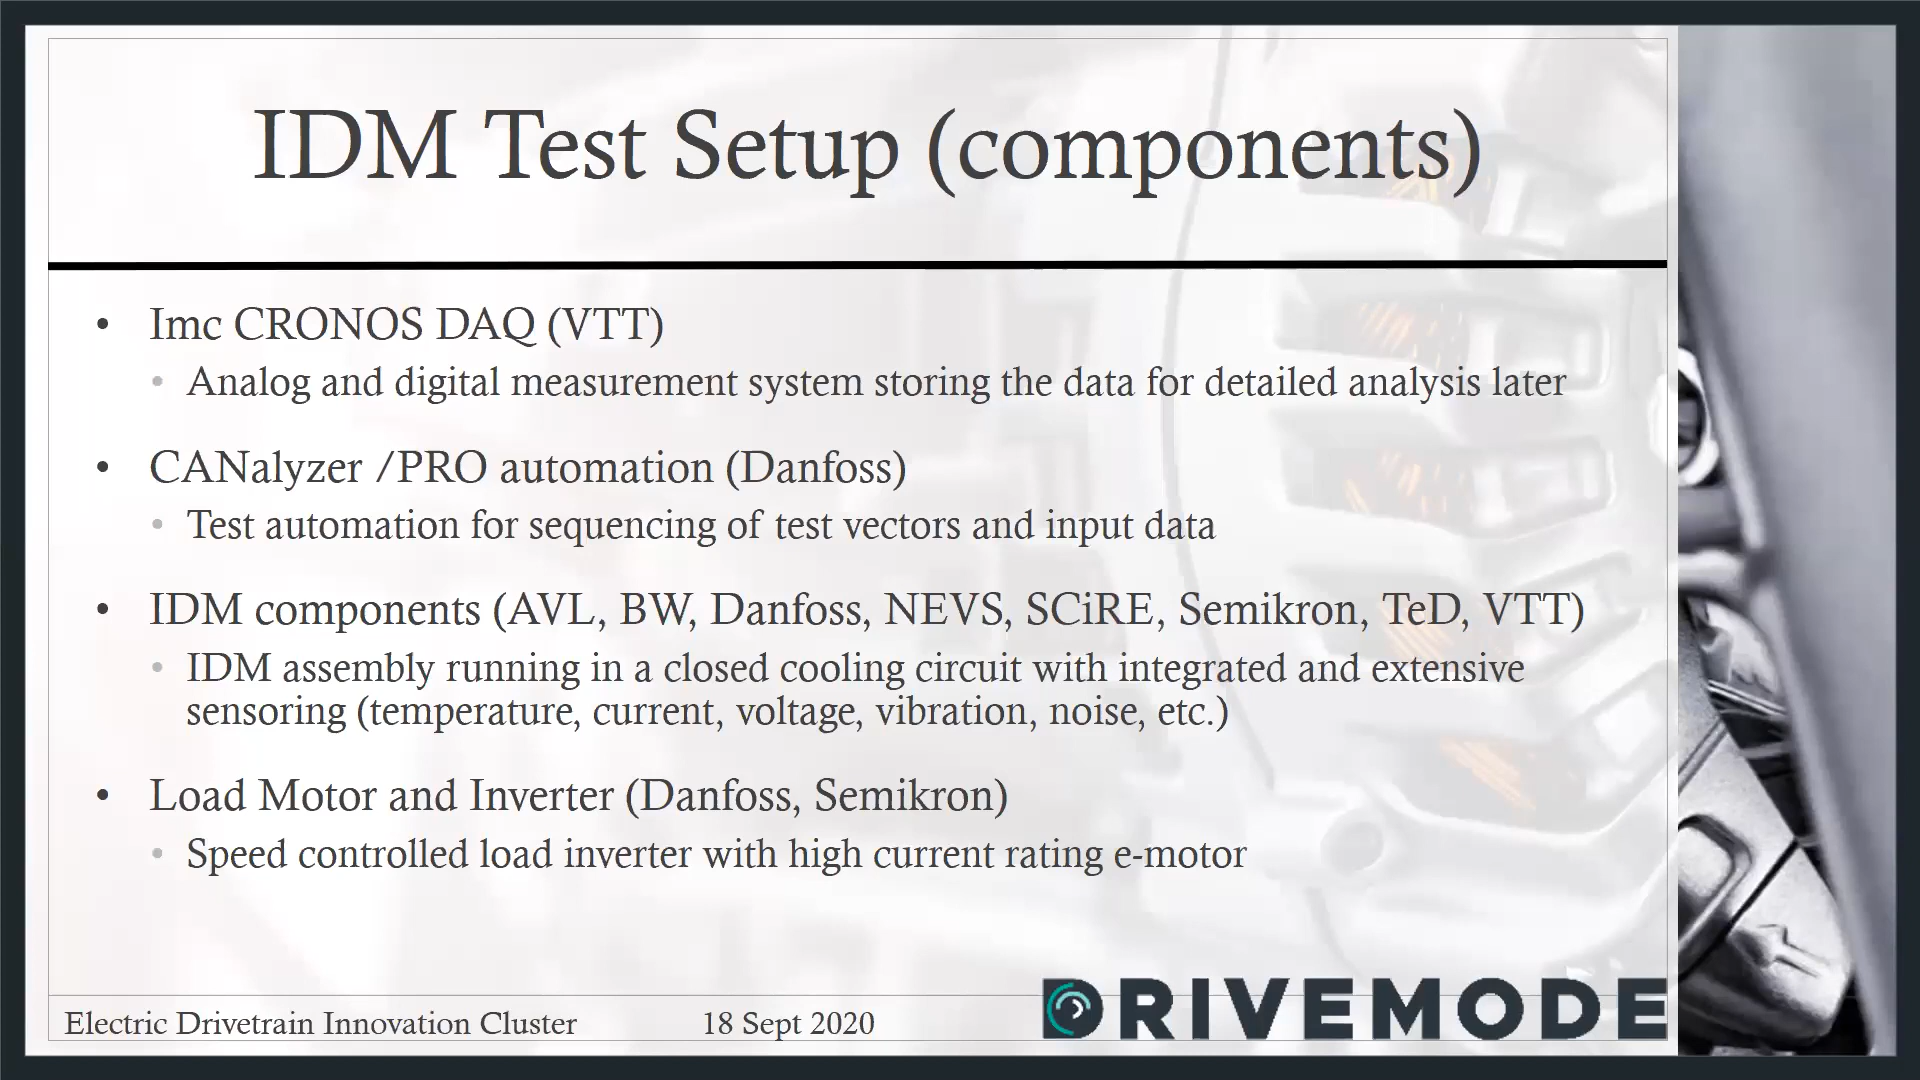 IDM Test Setup (components)
• Imc CRONOS DAQ (VTT)
• Analog and digital measurement system storing the data for detailed analysis later
• CANalyzer /PRO automation (Danfoss)
• Test automation for sequencing of test vectors and input data
• IDM components (AVL, BW, Danfoss, NEVS, SCiRE, Semikron, TeD, VTT)
• IDM assembly running in a closed cooling circuit with integrated and extensive
sensoring (temperature, current, voltage, vibration, noise, etc.)
• Load Motor and Inverter (Danfoss, Semikron)
• Speed controlled load inverter with high current rating e-motor
Electric Drivetrain Innovation Cluster 18 Sept 2020 DRIVEMODE